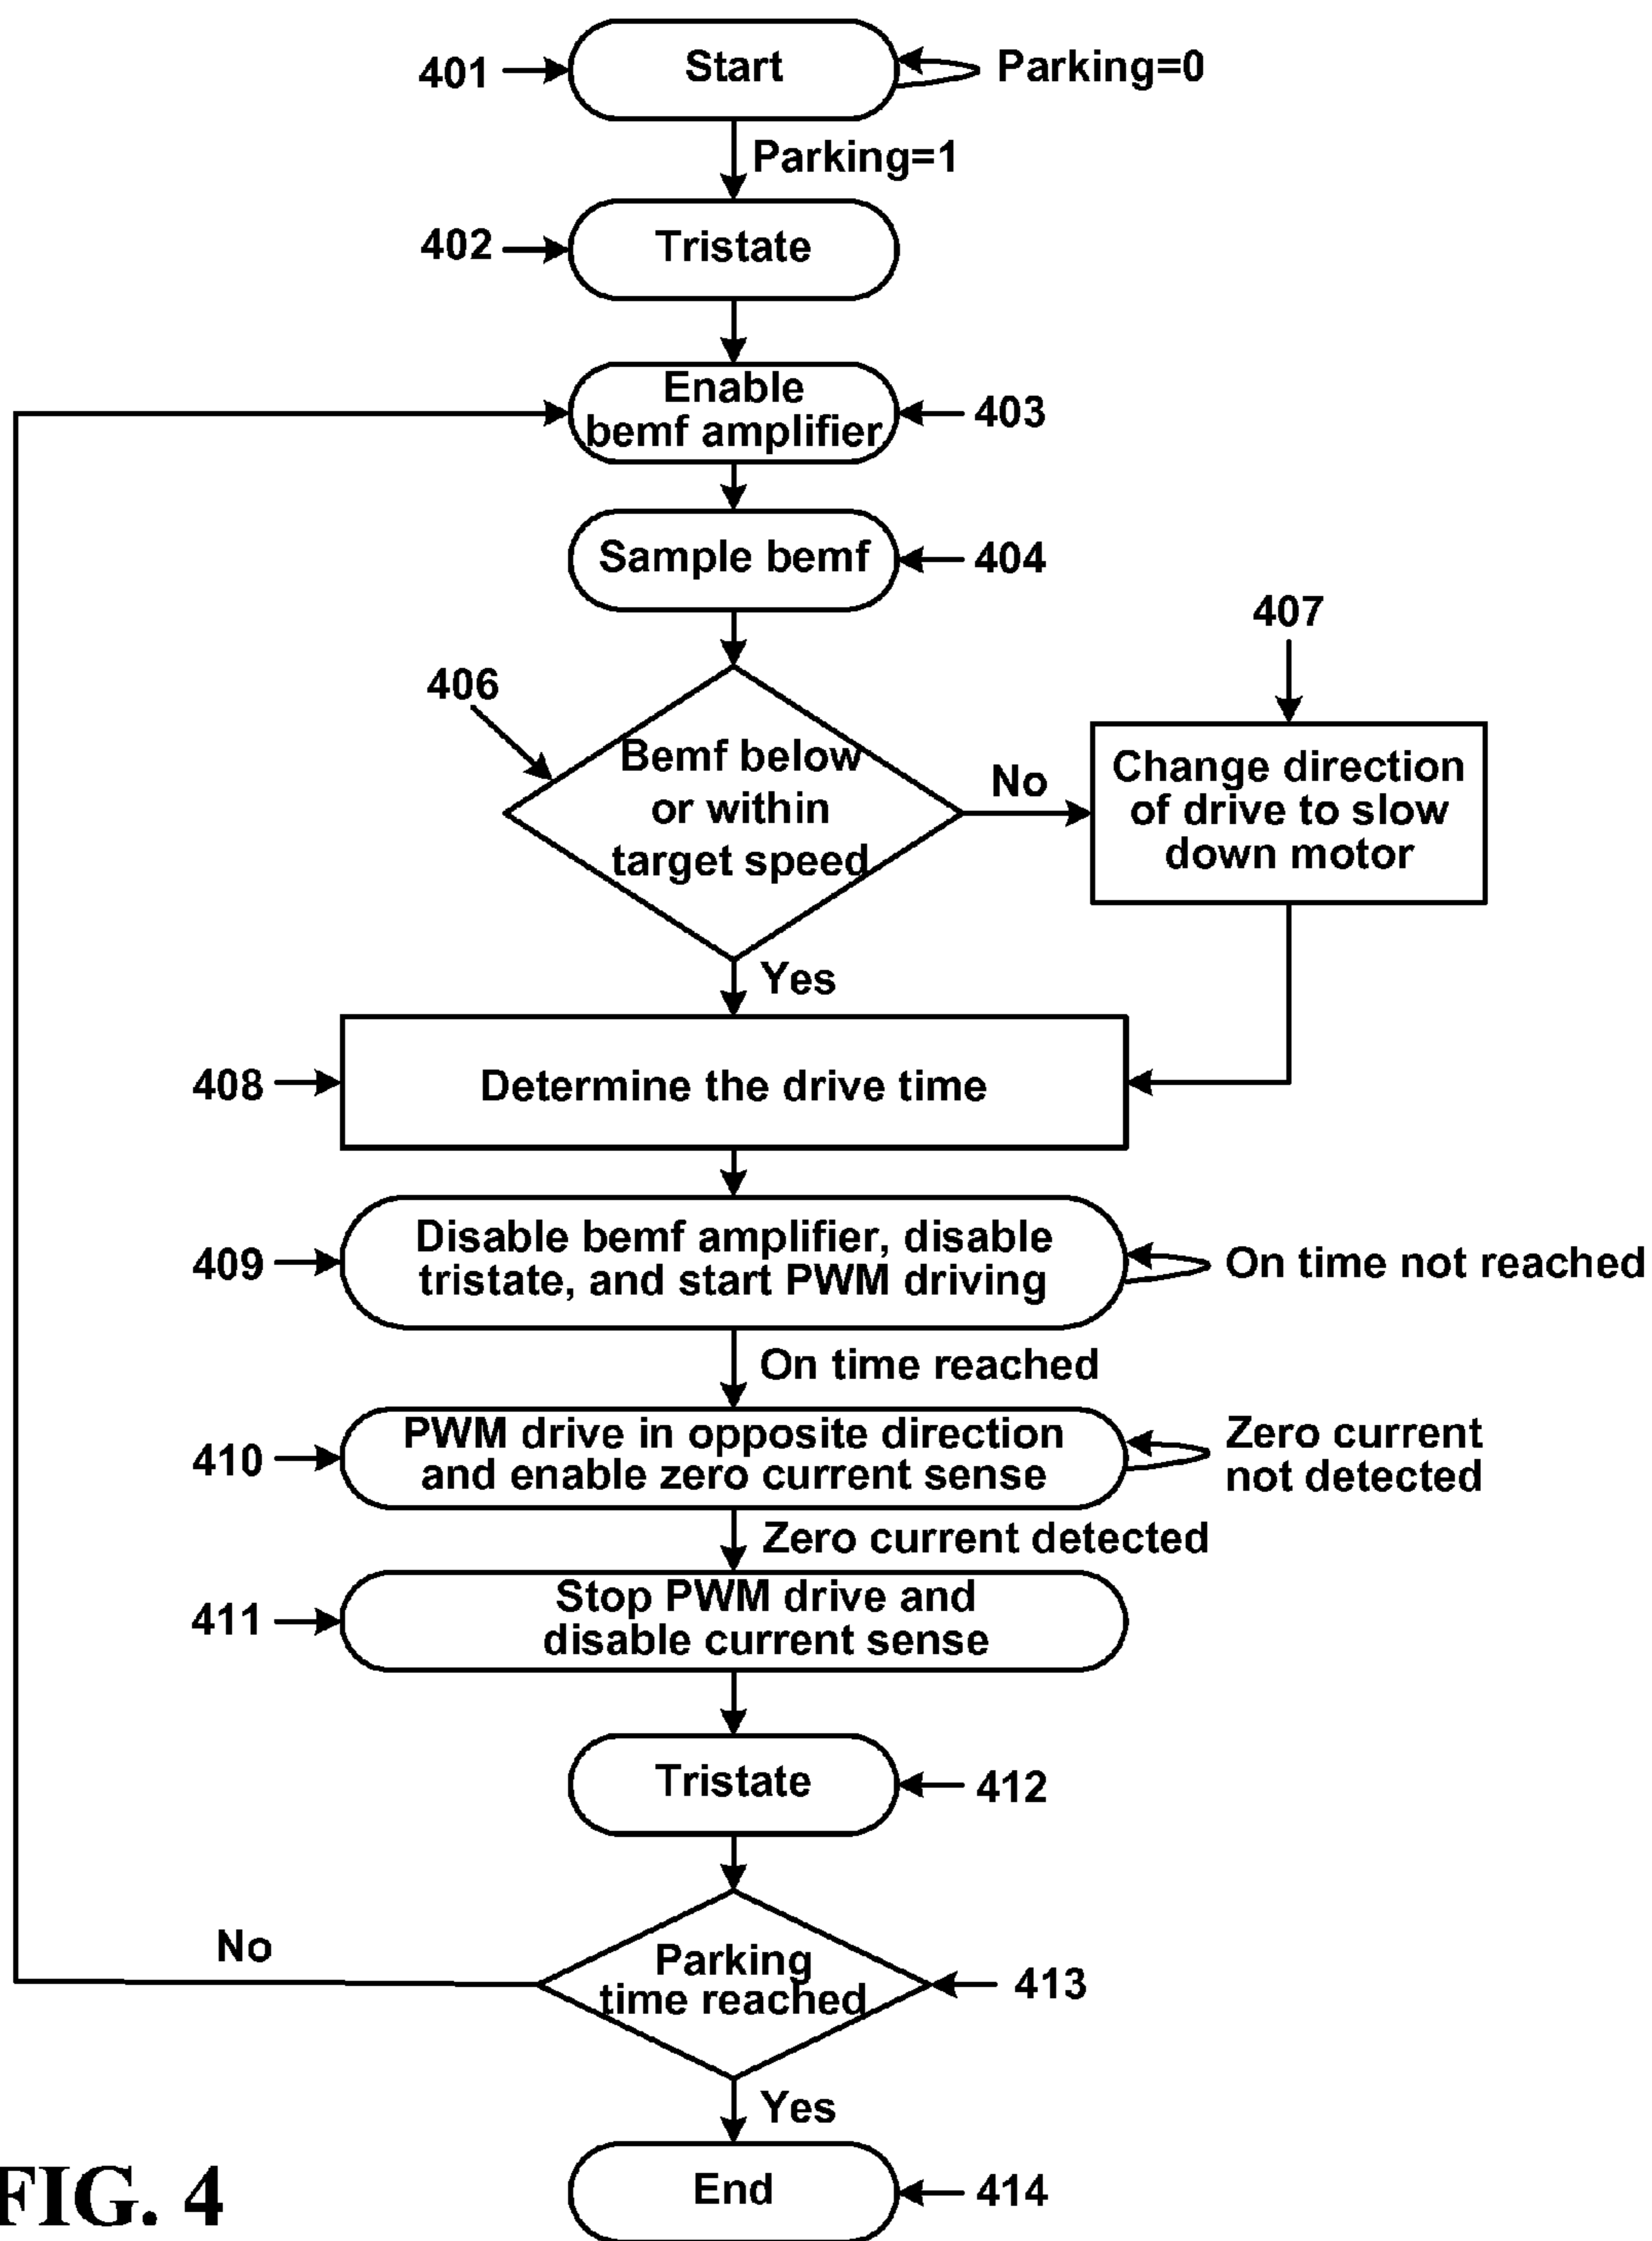 401
Start
Parking=0
Parking=1
402
Tristate
Enable
bemf amplifier
403
Sample bemf
404
407
406
Bemf below
or within
target speed
No
Change direction
of drive to slow
down motor
Yes
408
Determine the drive time
409
Disable bemf amplifier, disable
tristate, and start PWM driving
On time not reached
On time reached
410
PWM drive in opposite direction
and enable zero current sense
Zero current
not detected
Zero current detected
411
Stop PWM drive and
disable current sense
Tristate
412
No
Parking
time reached
413
Yes
End
414
FIG. 4